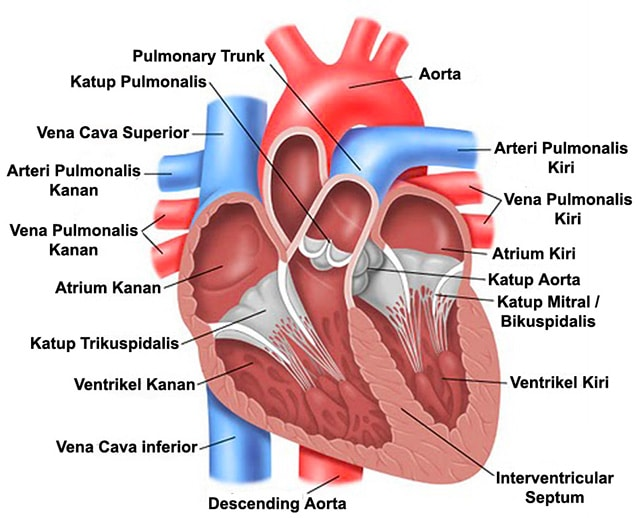 Pulmonary Trunk
Katup Pulmonalis
Aorta
Vena Cava Superior
Arteri Pulmonalis
Kanan
Vena Pulmonalis
Kanan
Atrium Kanan
Katup Trikuspidalis
Ventrikel Kanan
Vena Cava inferior
Descending Aorta
Arteri Pulmonalis
Kiri
Vena Pulmonalis
Kiri
Atrium Kiri
Katup Aorta
Katup Mitral /
Bikuspidalis
Ventrikel Kiri
Interventricular
Septum